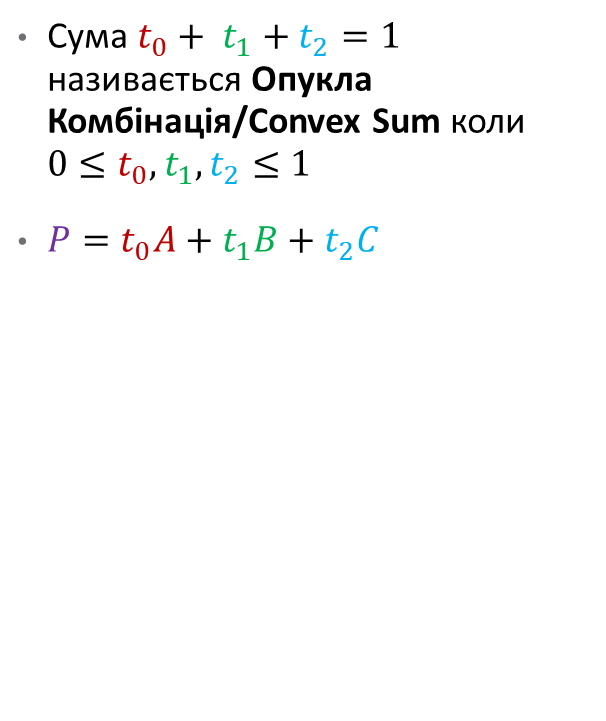 • Сума t₀ + t₁ + t₂ = 1
називається Опукла
Комбінація/Convex Sum коли
0 ≤ t₀, t₁, t₂ ≤ 1
• P = t₀A + t₁B + t₂C